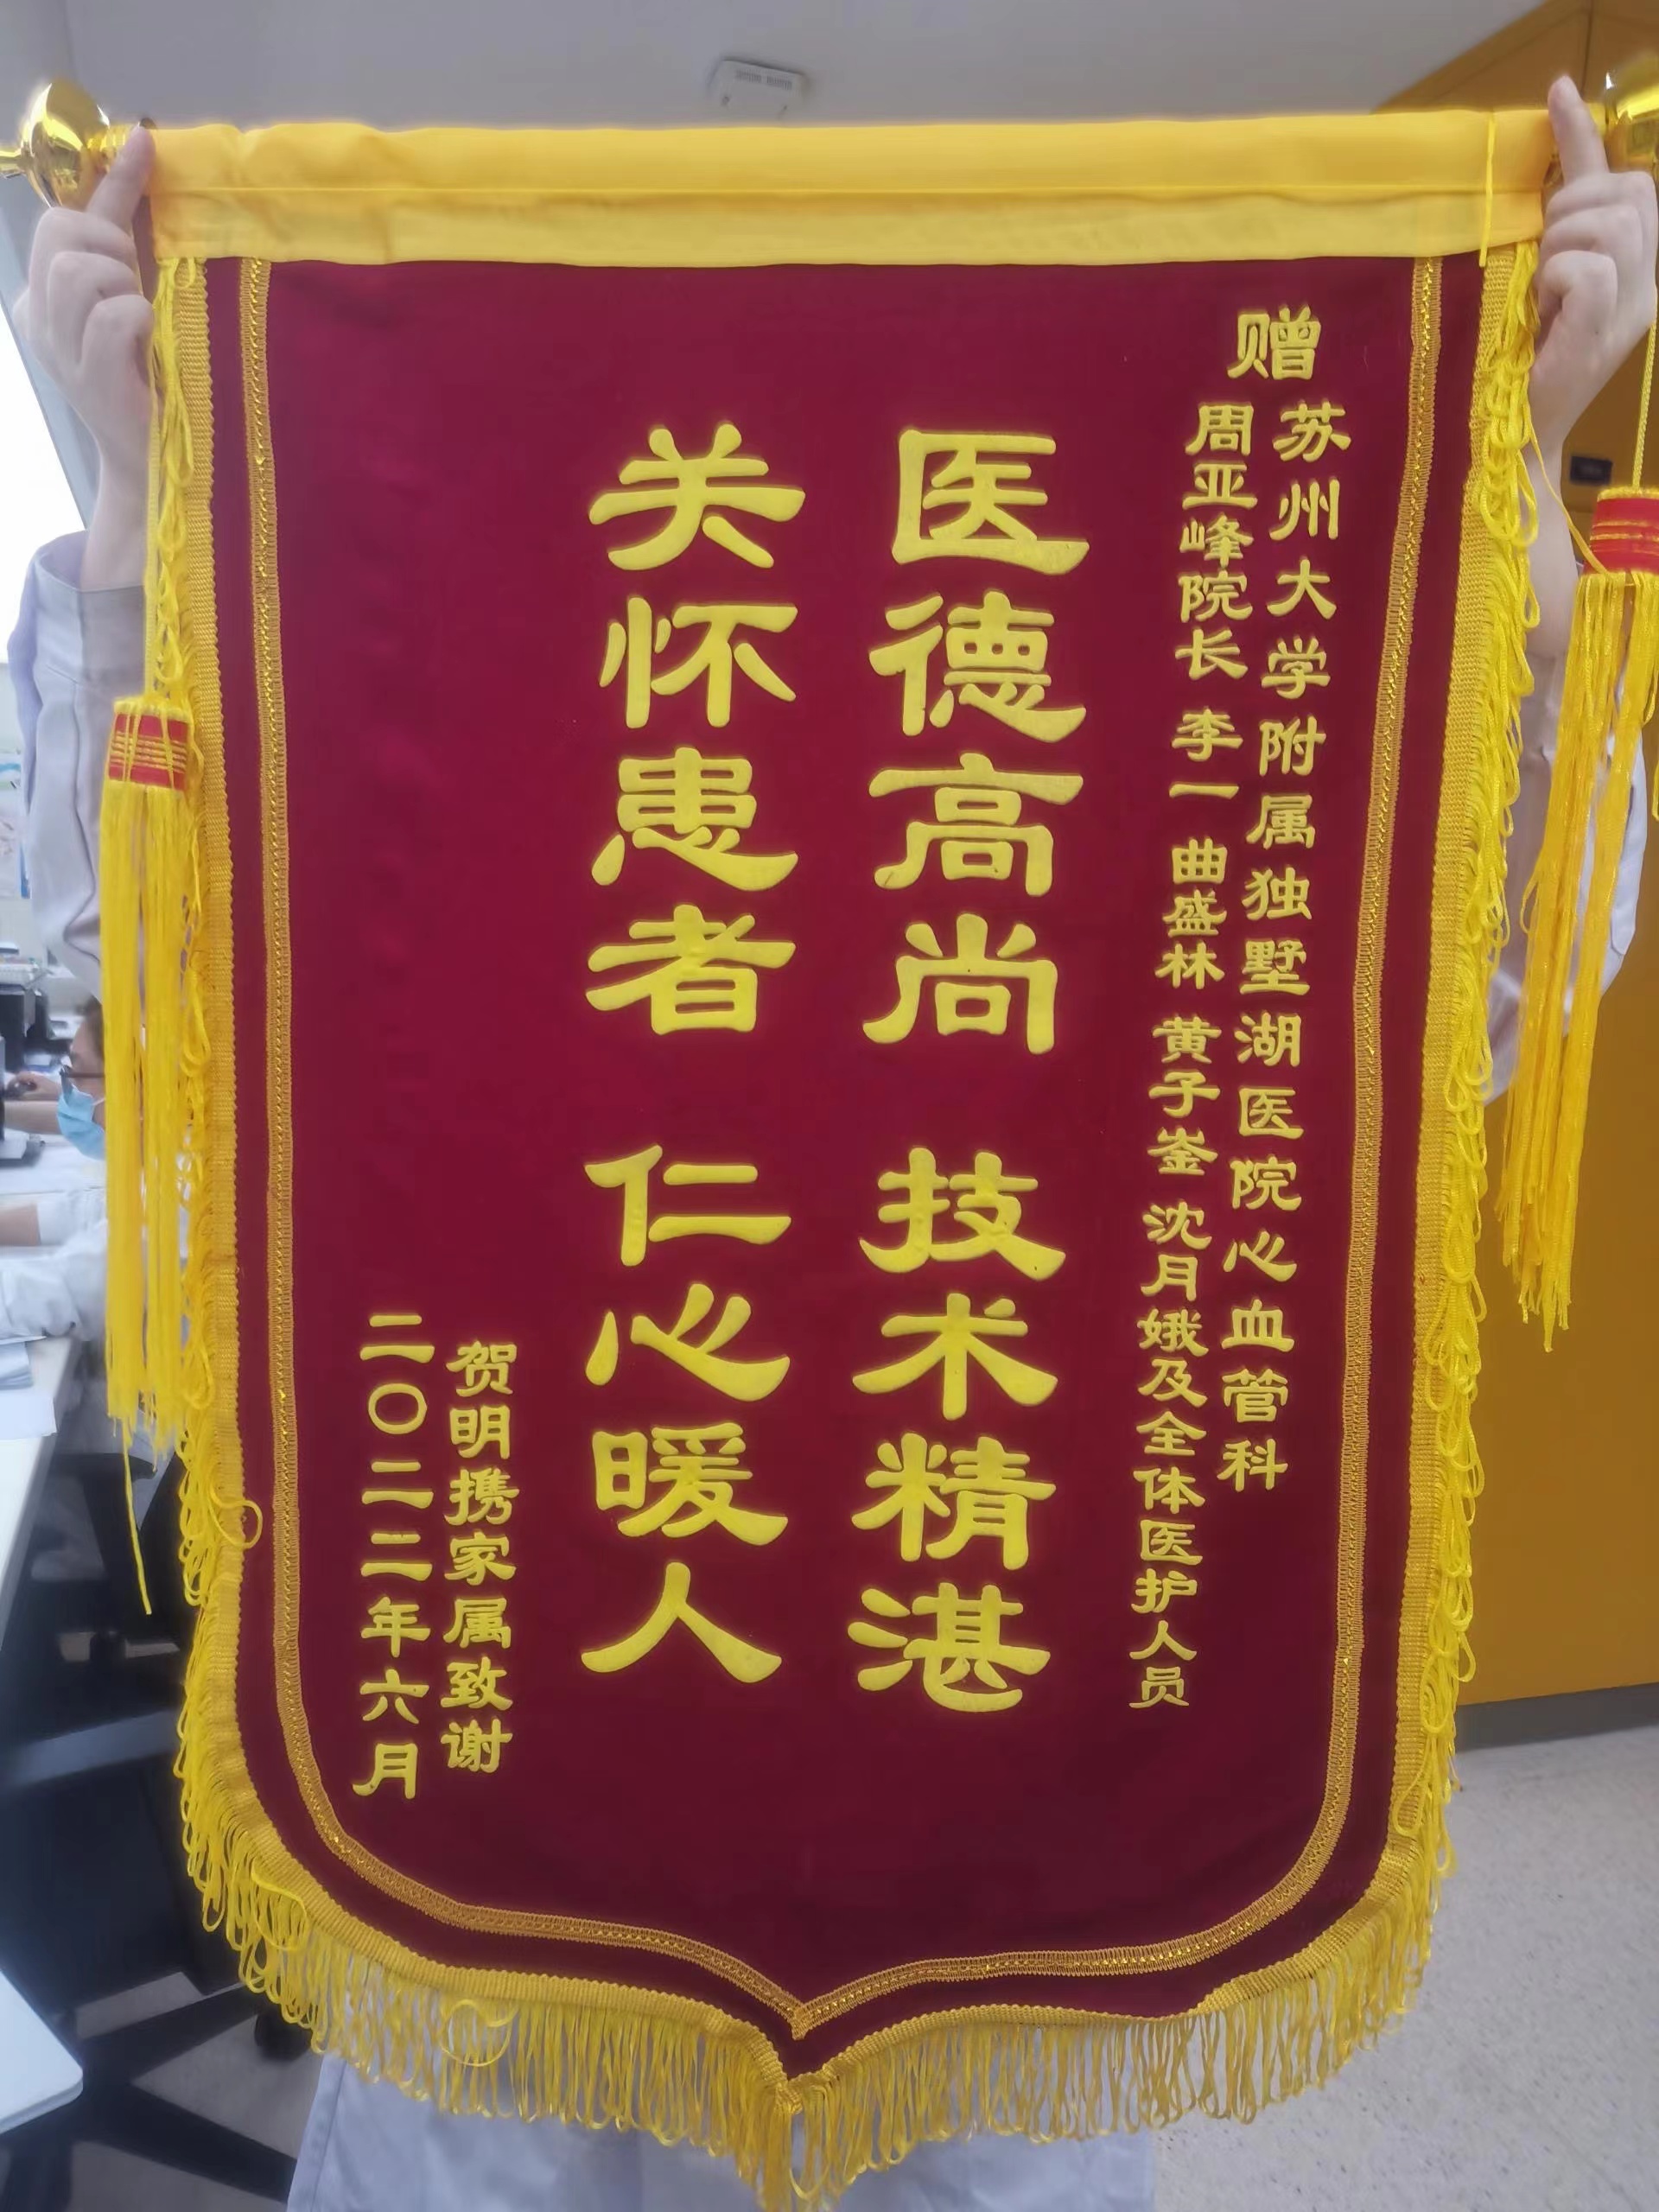 赠
苏州大学附属独墅湖医院心血管科
周亚峰院长 李一 曲盛林 黄子崟 沈月娥及全体医护人员
医德高尚 技术精湛
关怀患者 仁心暖人
贺明携家属致谢
二〇二二年六月